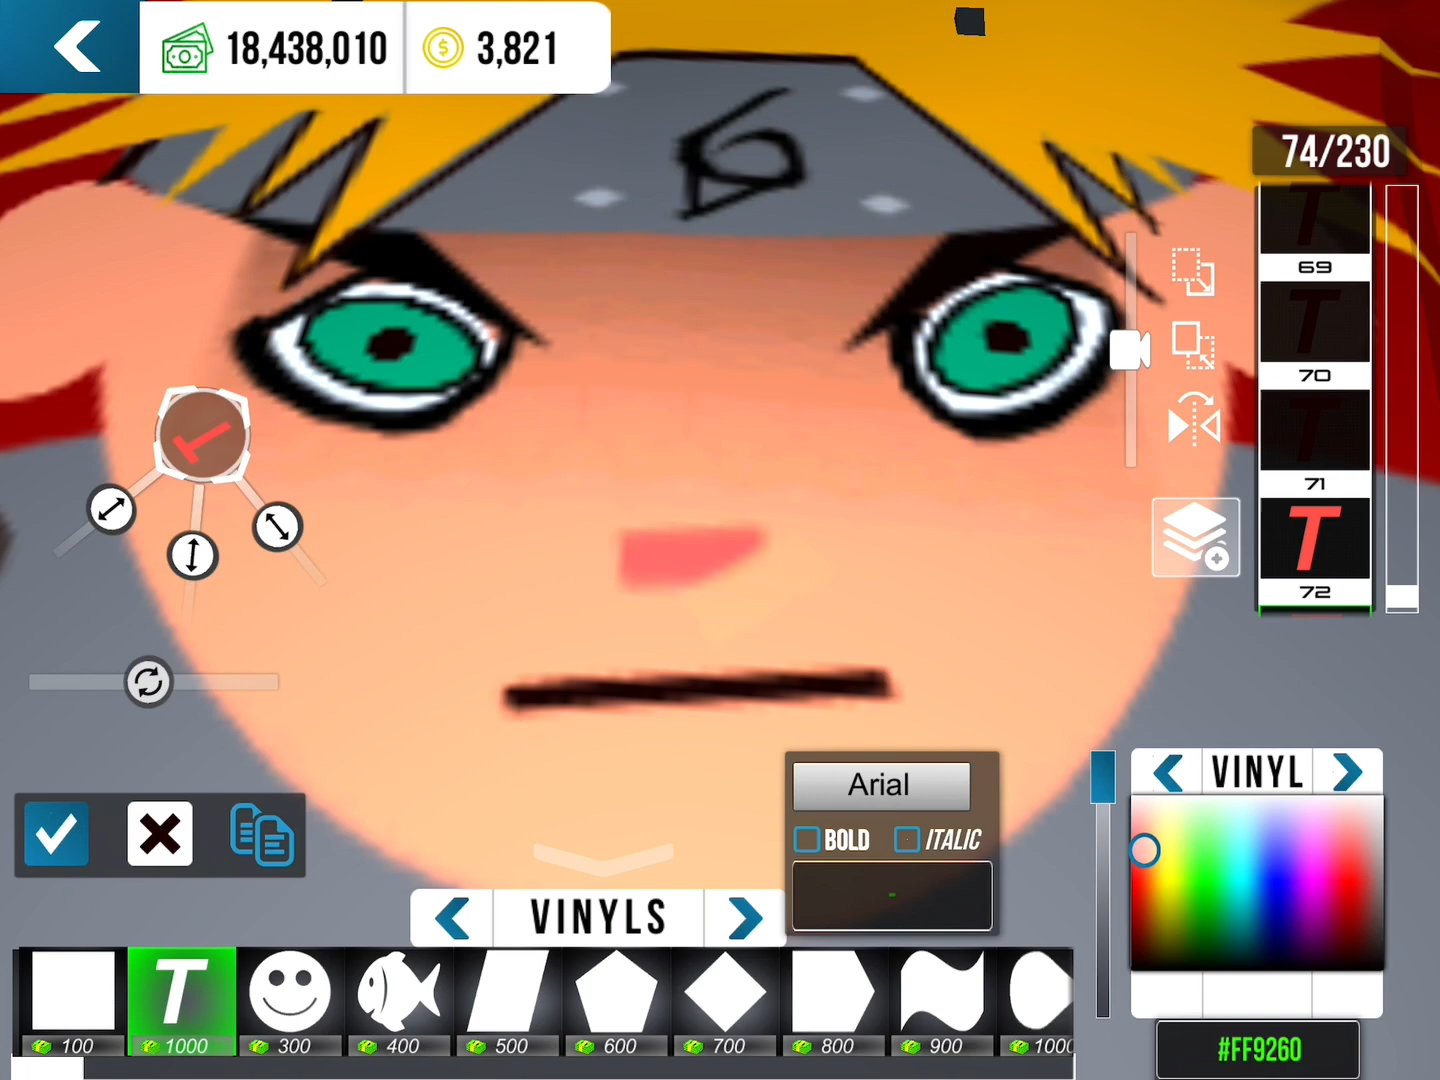 18,438,010
3,821
74/230
T
69
T
70
T
71
T
72
T
Arial
BOLD
ITALIC
-
VINYL
VINYLS
T
100
1000
300
400
500
600
700
800
900
1000
#FF9260